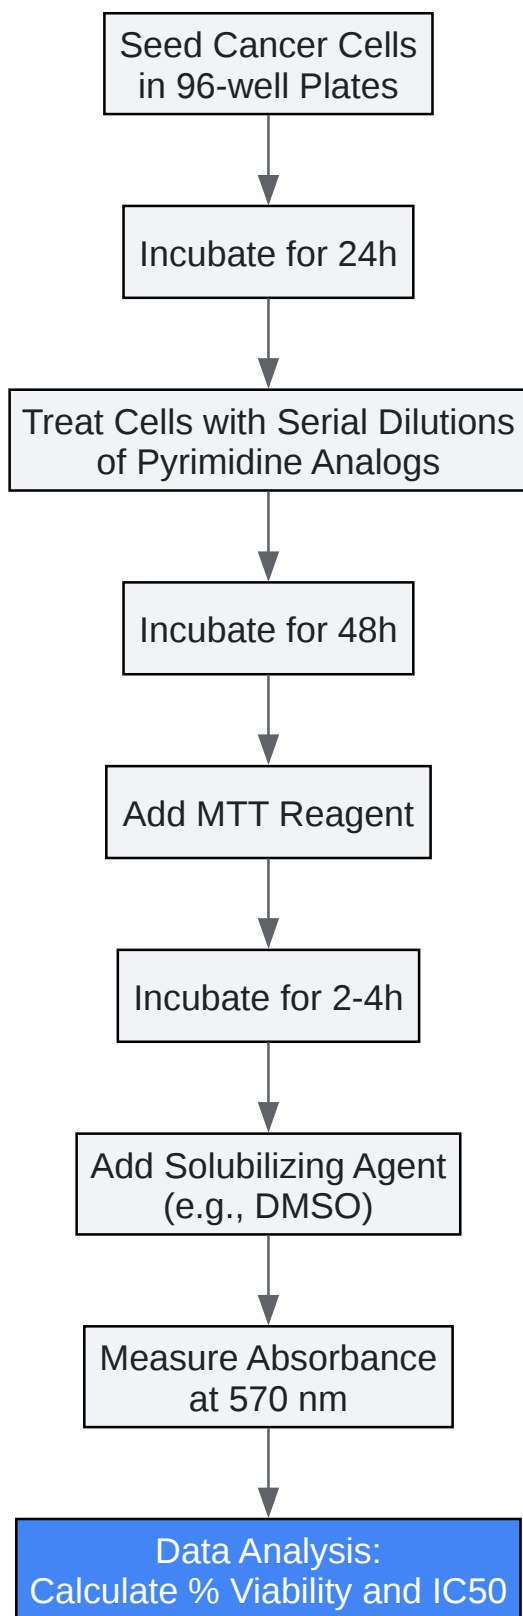 Seed Cancer Cells
in 96-well Plates
Incubate for 24h
Treat Cells with Serial Dilutions
of Pyrimidine Analogs
Incubate for 48h
Add MTT Reagent
Incubate for 2-4h
Add Solubilizing Agent
(e.g., DMSO)
Measure Absorbance
at 570 nm
Data Analysis:
Calculate % Viability and IC50